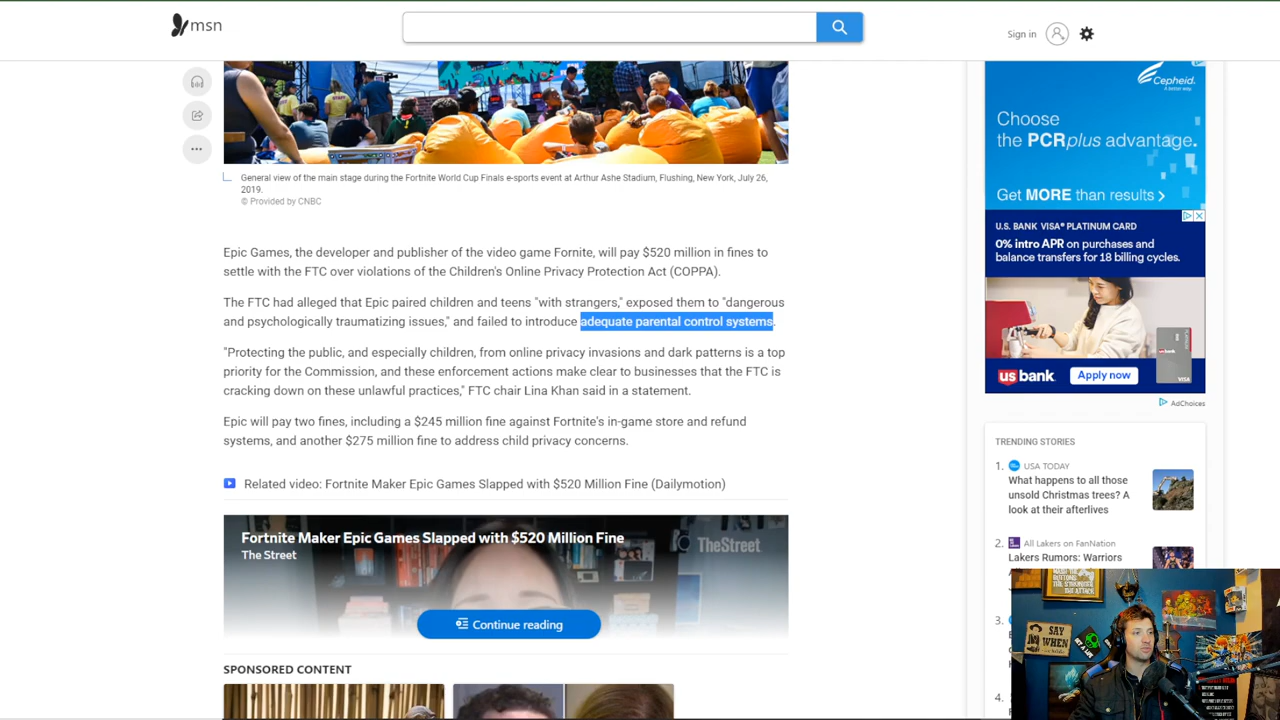 msn
Sign in
General view of the main stage during the Fortnite World Cup Finals e-sports event at Arthur Ashe Stadium, Flushing, New York, July 26,
2019.
© Provided by CNBC
Epic Games, the developer and publisher of the video game Fornite, will pay $520 million in fines to
settle with the FTC over violations of the Children's Online Privacy Protection Act (COPPA).
The FTC had alleged that Epic paired children and teens "with strangers," exposed them to "dangerous
and psychologically traumatizing issues," and failed to introduce adequate parental control systems.
"Protecting the public, and especially children, from online privacy invasions and dark patterns is a top
priority for the Commission, and these enforcement actions make clear to businesses that the FTC is
cracking down on these unlawful practices," FTC chair Lina Khan said in a statement.
Epic will pay two fines, including a $245 million fine against Fortnite's in-game store and refund
systems, and another $275 million fine to address child privacy concerns.
Related video: Fortnite Maker Epic Games Slapped with $520 Million Fine (Dailymotion)
Fortnite Maker Epic Games Slapped with $520 Million Fine
The Street
TheStreet
Continue reading
SPONSORED CONTENT
Cepheid.
A better way.
Choose
the PCRplus advantage.
Get MORE than results
U.S. BANK VISA® PLATINUM CARD
0% intro APR on purchases and
balance transfers for 18 billing cycles.
usbank
Apply now
VISA
AdChoices
TRENDING STORIES
1. USA TODAY
What happens to all those
unsold Christmas trees? A
look at their afterlives
2. All Lakers on FanNation
Lakers Rumors: Warriors
3.
4.
SAY
WHEN